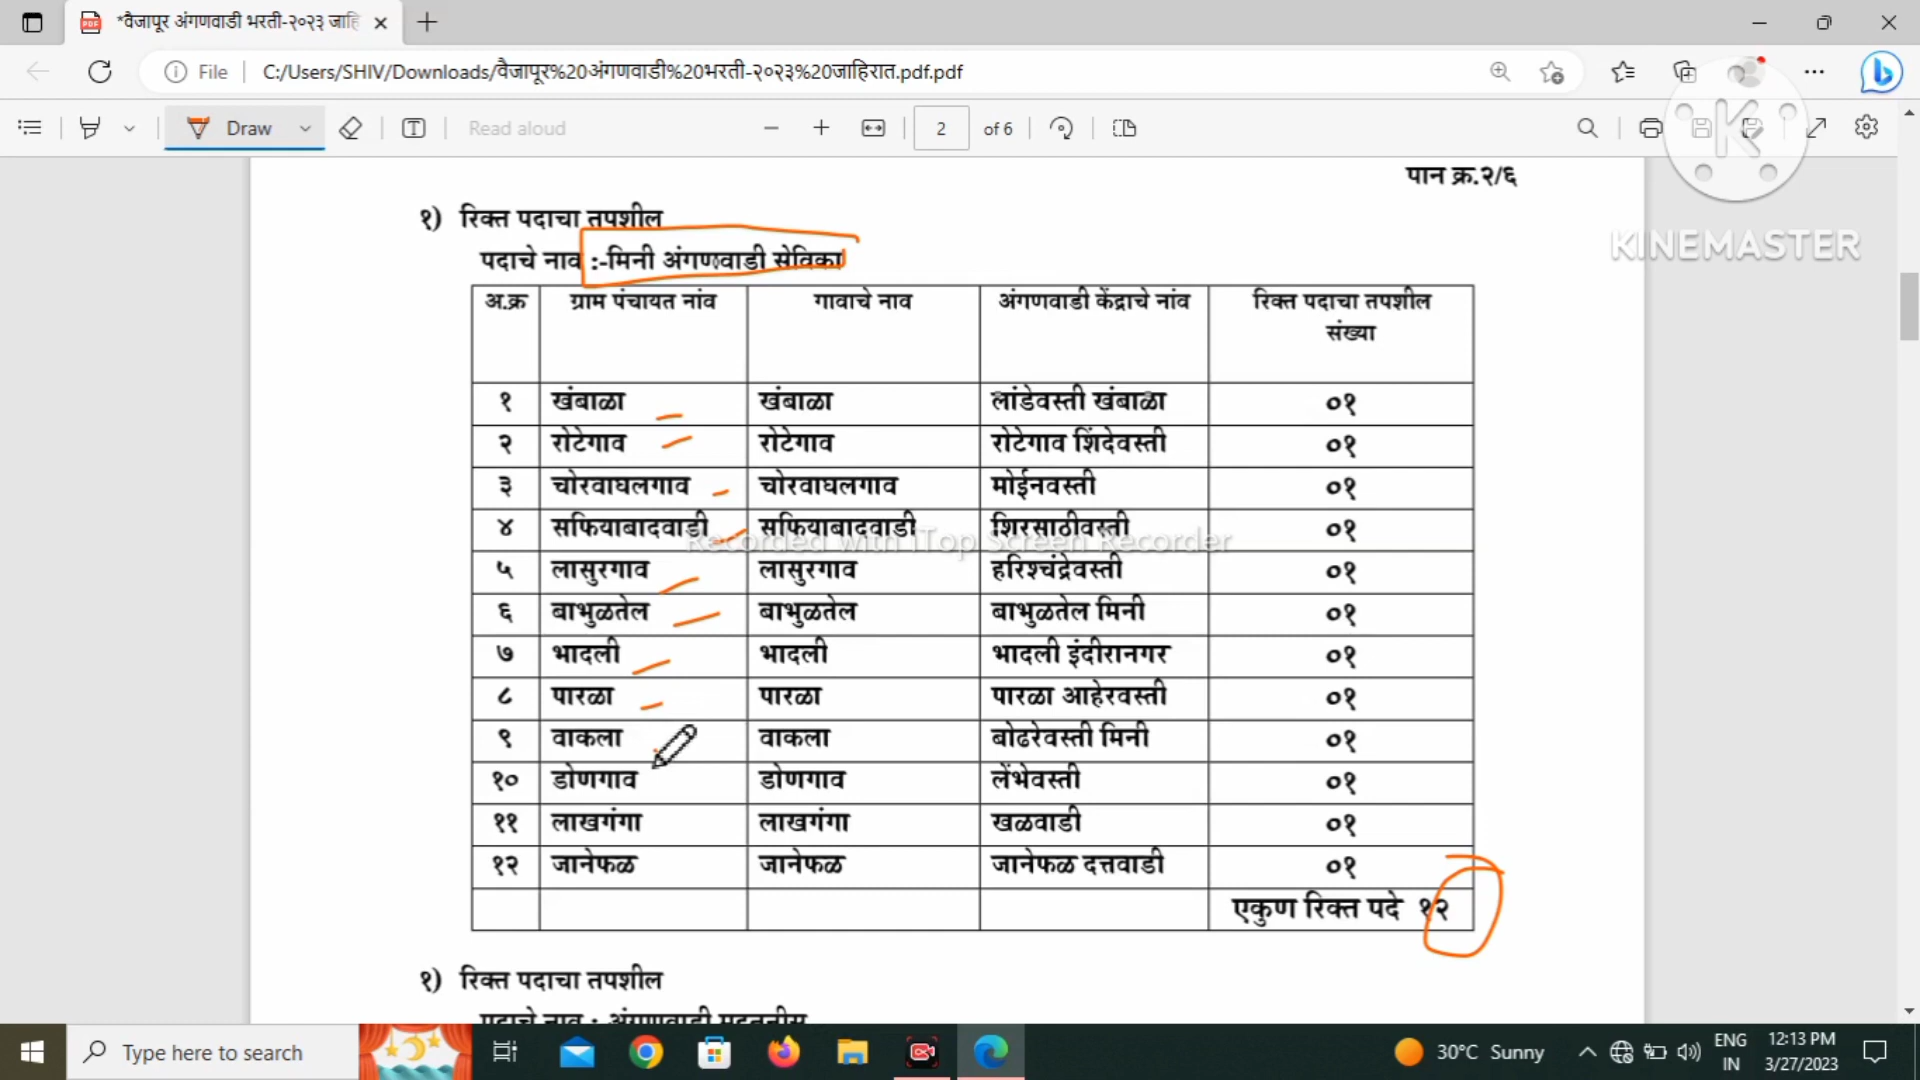 *वैजापूर अंगणवाडी भरती-२०२३ जाहि
File C:/Users/SHIV/Downloads/वैजापूर%20अंगणवाडी%20भरती-२०२३%20जाहिरात.pdf.pdf
Draw Read aloud 2 of 6
KINEMASTER
पान क्र.२/६
१) रिक्त पदाचा तपशील
पदाचे नाव :-मिनी अंगणवाडी सेविका
अ.क्र ग्राम पंचायत नांव गावाचे नाव अंगणवाडी केंद्राचे नांव रिक्त पदाचा तपशील
संख्या
१ खंबाळा खंबाळा लांडेवस्ती खंबाळा ०१
२ रोटेगाव रोटेगाव रोटेगाव शिंदेवस्ती ०१
३ चोरवाघलगाव चोरवाघलगाव मोईनवस्ती ०१
४ सफियाबादवाडी सफियाबादवाडी शिरसाठीवस्ती ०१
Recorded with iTop Screen Recorder
५ लासुरगाव लासुरगाव हरिश्चंद्रेवस्ती ०१
६ बाभुळतेल बाभुळतेल बाभुळतेल मिनी ०१
७ भादली भादली भादली इंदीरानगर ०१
८ पारळा पारळा पारळा आहेरवस्ती ०१
९ वाकला वाकला बोढरेवस्ती मिनी ०१
१० डोणगाव डोणगाव लेंभेवस्ती ०१
११ लाखगंगा लाखगंगा खळवाडी ०१
१२ जानेफळ जानेफळ जानेफळ दत्तवाडी ०१
एकुण रिक्त पदे १२
१) रिक्त पदाचा तपशील
पदाचे नाव :- अंगणवाडी मदतनीस
Type here to search 30°C Sunny ENG 12:13 PM
IN 3/27/2023